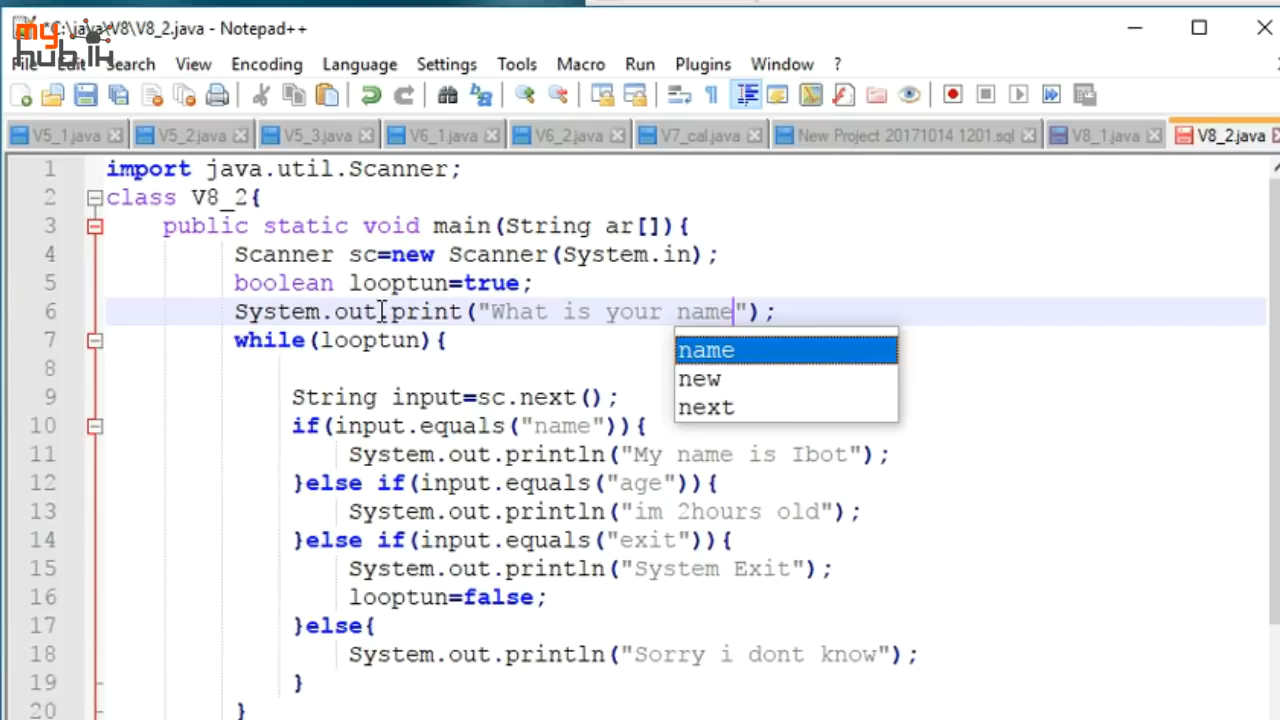 *C:\java\V8\V8_2.java - Notepad++
my
hub.lk
File Edit Search View Encoding Language Settings Tools Macro Run Plugins Window ?
V5_1.java V5_2.java V5_3.java V6_1.java V6_2.java V7_cal.java New Project 20171014 1201.sql V8_1.java V8_2.java
1 import java.util.Scanner;
2 class V8_2{
3 public static void main(String ar[]){
4 Scanner sc=new Scanner(System.in);
5 boolean looptun=true;
6 System.out.print("What is your name");
7 while(looptun){
name
8
new
9 String input=sc.next();
next
10 if(input.equals("name")){
11 System.out.println("My name is Ibot");
12 }else if(input.equals("age")){
13 System.out.println("im 2hours old");
14 }else if(input.equals("exit")){
15 System.out.println("System Exit");
16 looptun=false;
17 }else{
18 System.out.println("Sorry i dont know");
19 }
20 }